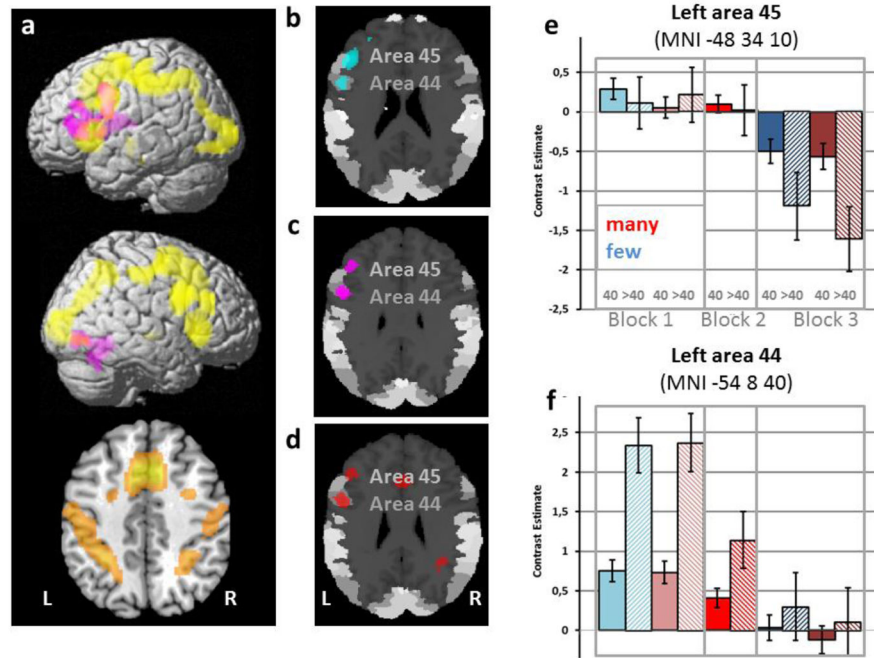 a
L
R
b
Area 45
Area 44
c
Area 45
Area 44
d
Area 45
Area 44
L
R
e
Left area 45
(MNI -48 34 10)
Contrast Estimate
0,5
0
-0,5
-1
-1,5
-2
-2,5
many
few
40 >40 40 >40 40 >40 40 >40 40 >40
Block 1 Block 2 Block 3
f
Left area 44
(MNI -54 8 40)
Contrast Estimate
2,5
2
1,5
1
0,5
0